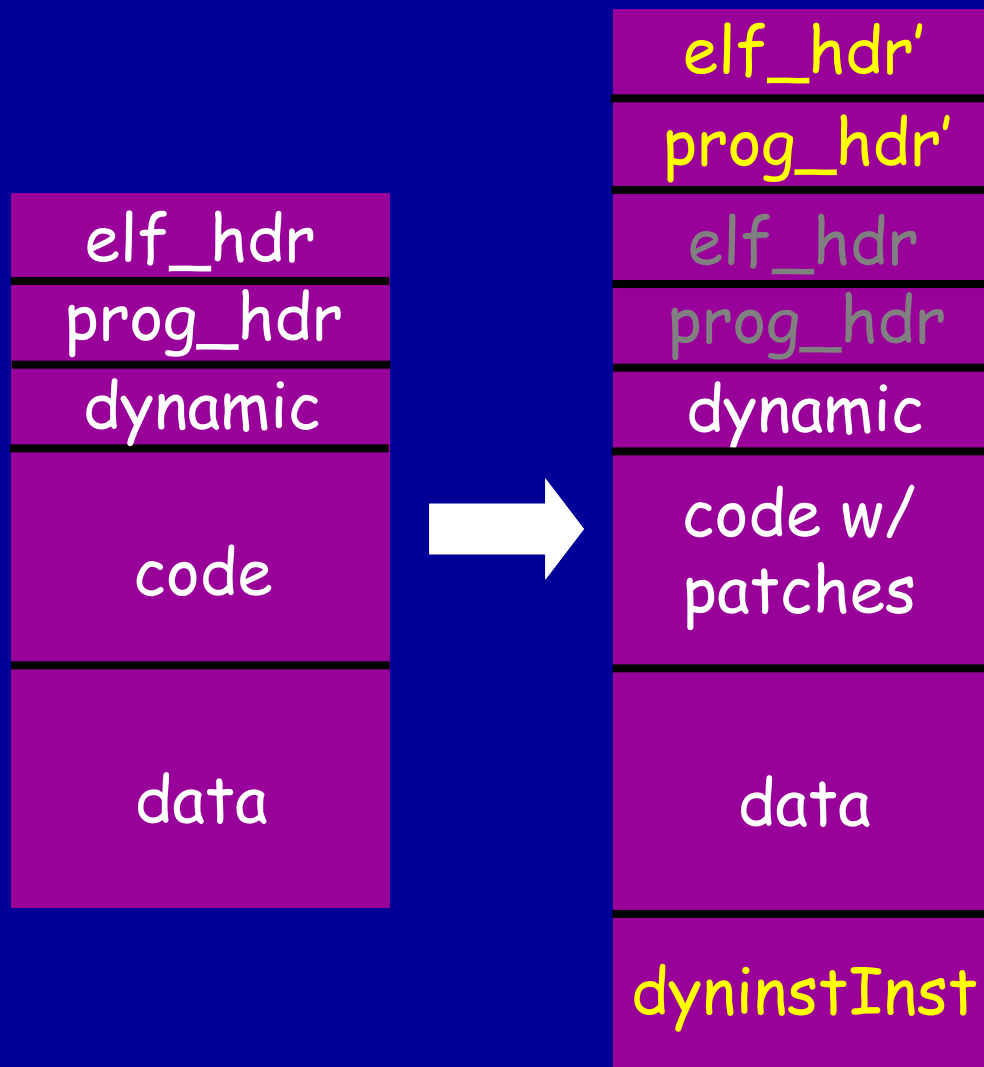 elf_hdr
prog_hdr
dynamic
code
data
elf_hdr’
prog_hdr’
elf_hdr
prog_hdr
dynamic
code w/
patches
data
dyninstInst